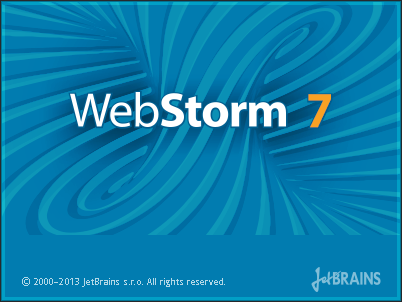 WebStorm 7
© 2000–2013 JetBrains s.r.o. All rights reserved.
JetBRAINS